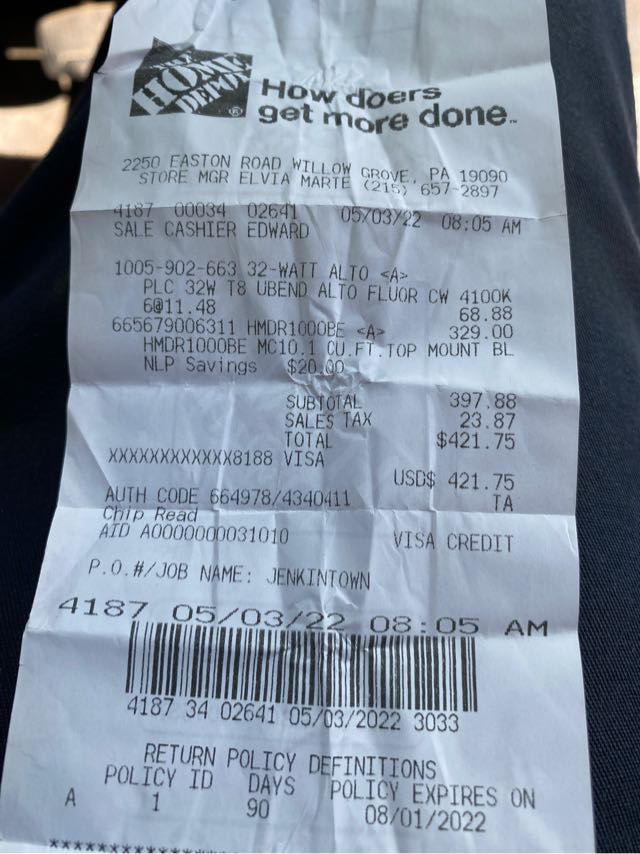 THE
HOME
DEPOT
®
How doers
get more done™
2250 EASTON ROAD WILLOW GROVE, PA 19090
STORE MGR ELVIA MARTE (215) 657-2897
4187 00034 02641 05/03/22 08:05 AM
SALE CASHIER EDWARD
1005-902-663 32-WATT ALTO <A>
PLC 32W T8 UBEND ALTO FLUOR CW 4100K
6@11.48 68.88
665679006311 HMDR1000BE <A> 329.00
HMDR1000BE MC10.1 CU.FT.TOP MOUNT BL
NLP Savings $20.00
SUBTOTAL 397.88
SALES TAX 23.87
TOTAL $421.75
XXXXXXXXXXXX8188 VISA
USD$ 421.75
AUTH CODE 664978/4340411 TA
Chip Read
AID A0000000031010 VISA CREDIT
P.O.#/JOB NAME: JENKINTOWN
4187 05/03/22 08:05 AM
4187 34 02641 05/03/2022 3033
RETURN POLICY DEFINITIONS
POLICY ID DAYS POLICY EXPIRES ON
A 1 90 08/01/2022